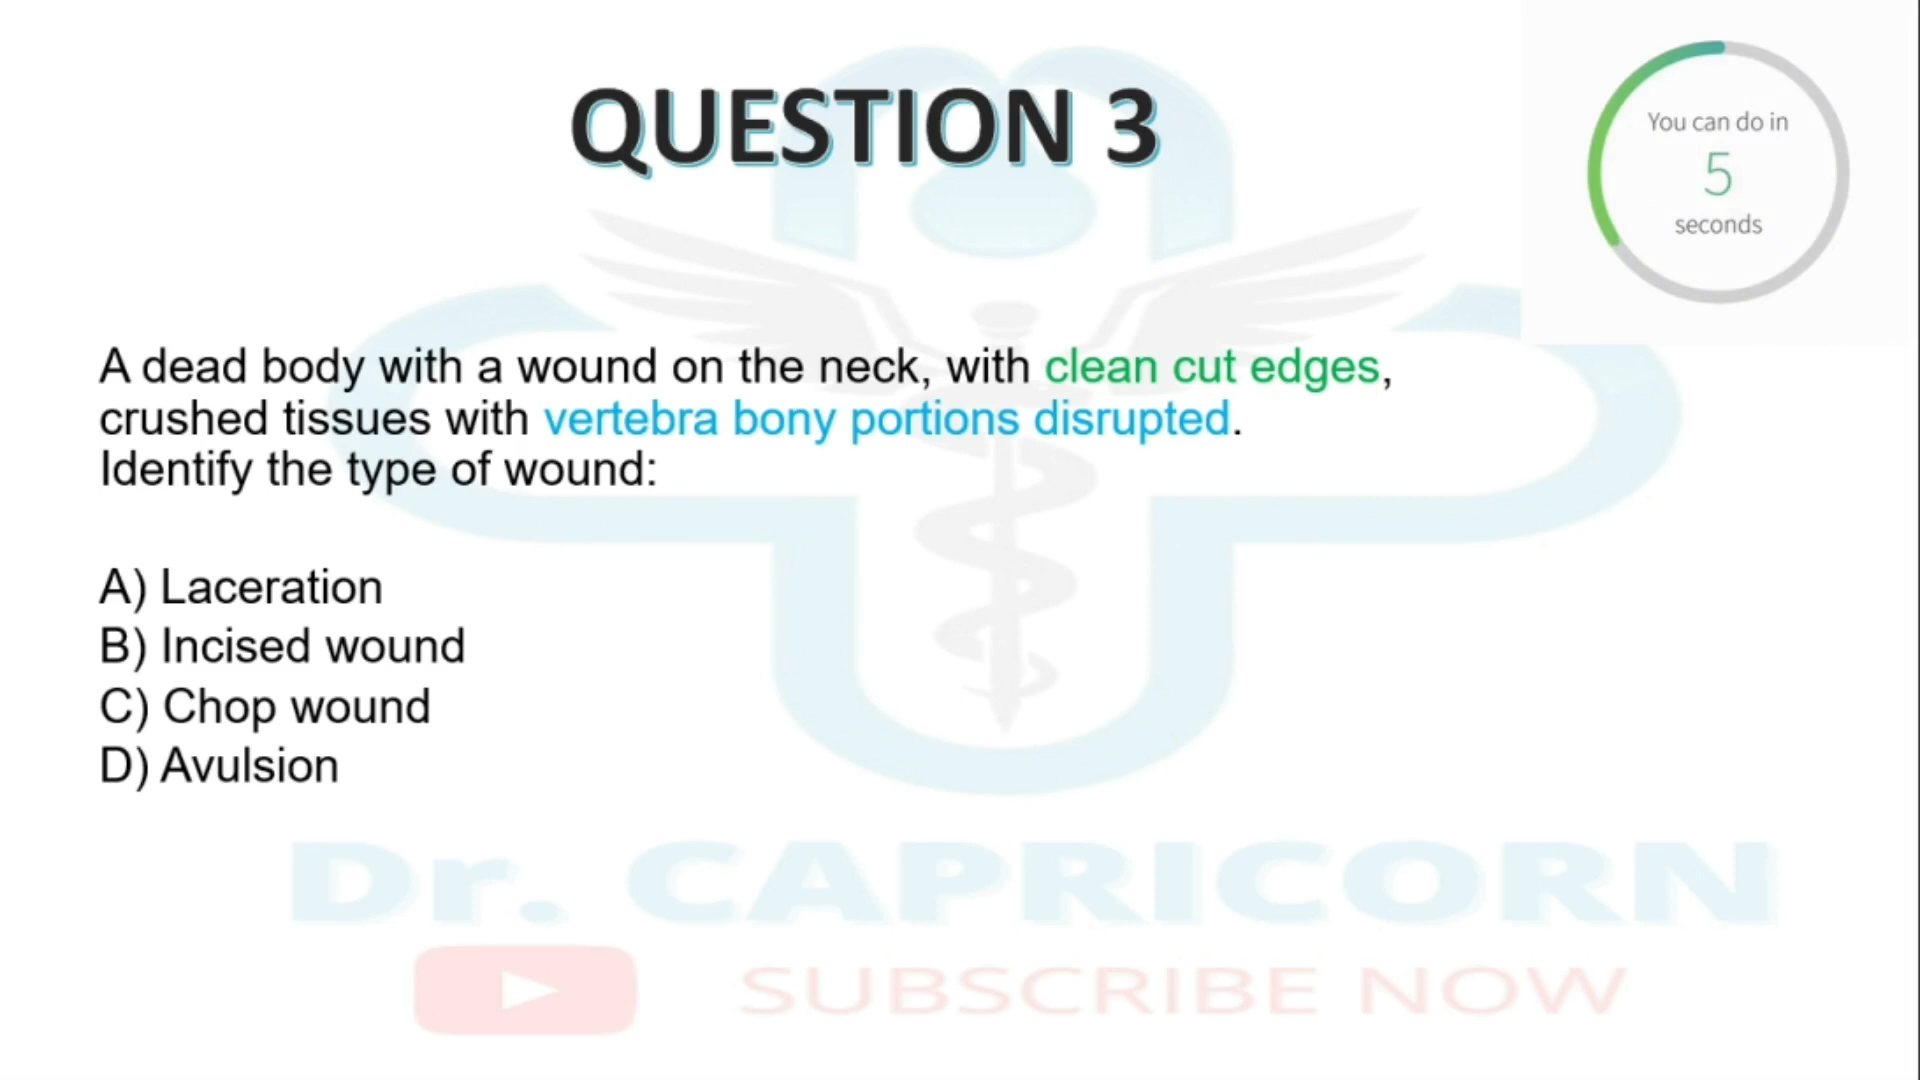 QUESTION 3
You can do in
5
seconds
A dead body with a wound on the neck, with clean cut edges,
crushed tissues with vertebra bony portions disrupted.
Identify the type of wound:
A) Laceration
B) Incised wound
C) Chop wound
D) Avulsion
Dr. CAPRICORN
SUBSCRIBE NOW